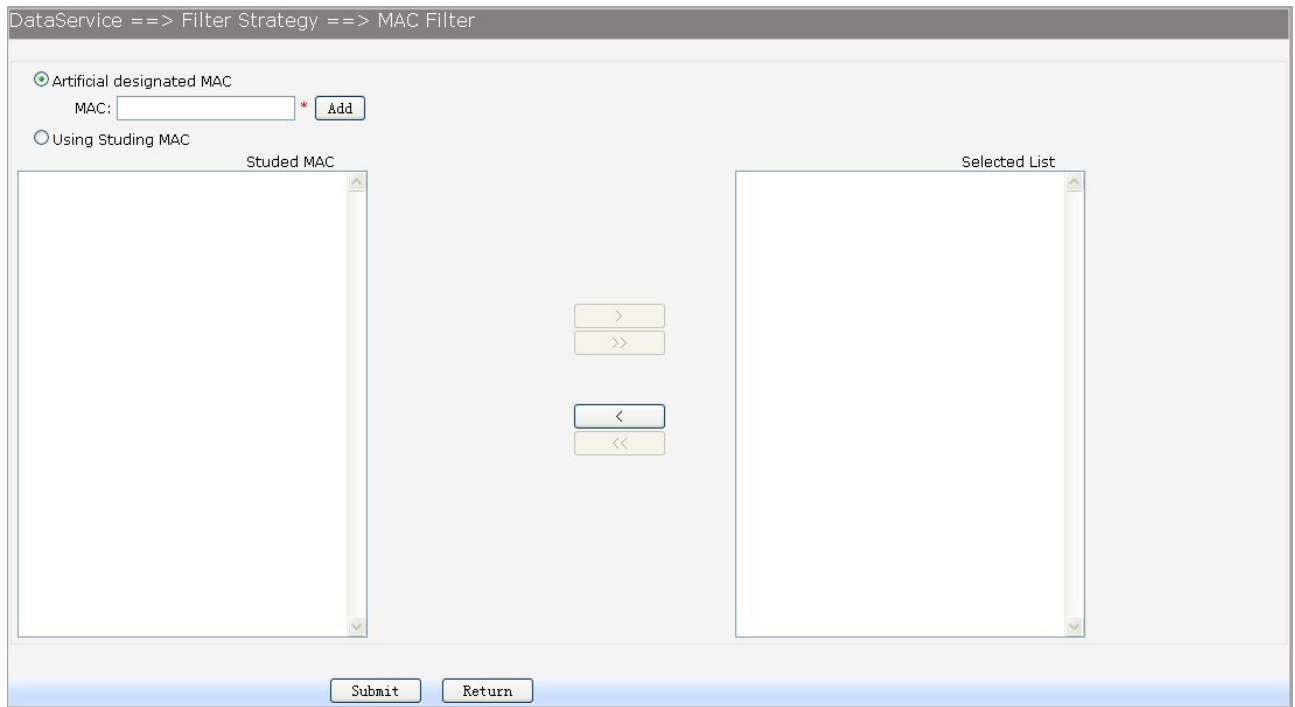 DataService ==> Filter Strategy ==> MAC Filter
Artificial designated MAC
MAC: * Add
Using Studing MAC
Studed MAC Selected List
>
>>
<
<<
Submit Return